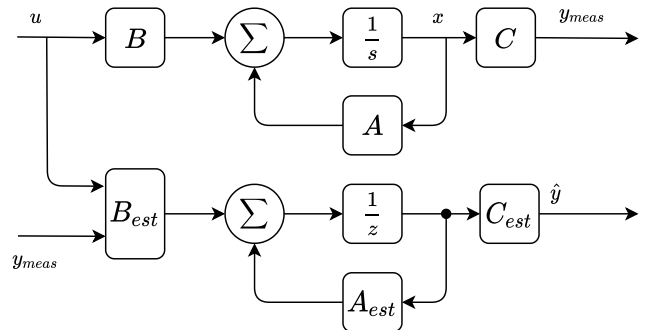 u
B
∑
1/s
x
C
y_meas
A
B_est
∑
1/z
C_est
ŷ
y_meas
A_est